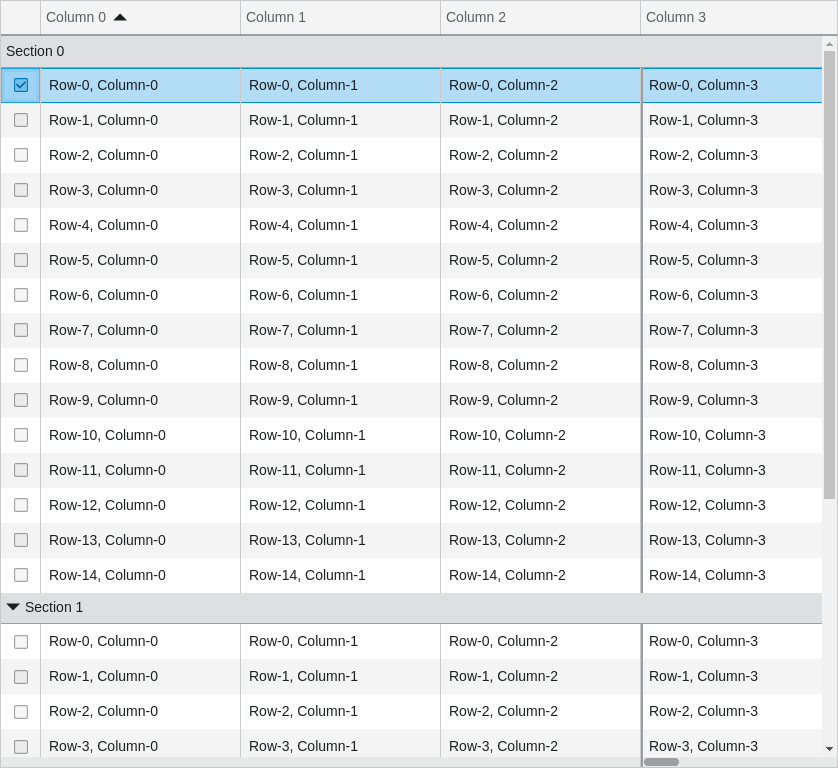 Column 0 Column 1 Column 2 Column 3
Section 0
Row-0, Column-0 Row-0, Column-1 Row-0, Column-2 Row-0, Column-3
Row-1, Column-0 Row-1, Column-1 Row-1, Column-2 Row-1, Column-3
Row-2, Column-0 Row-2, Column-1 Row-2, Column-2 Row-2, Column-3
Row-3, Column-0 Row-3, Column-1 Row-3, Column-2 Row-3, Column-3
Row-4, Column-0 Row-4, Column-1 Row-4, Column-2 Row-4, Column-3
Row-5, Column-0 Row-5, Column-1 Row-5, Column-2 Row-5, Column-3
Row-6, Column-0 Row-6, Column-1 Row-6, Column-2 Row-6, Column-3
Row-7, Column-0 Row-7, Column-1 Row-7, Column-2 Row-7, Column-3
Row-8, Column-0 Row-8, Column-1 Row-8, Column-2 Row-8, Column-3
Row-9, Column-0 Row-9, Column-1 Row-9, Column-2 Row-9, Column-3
Row-10, Column-0 Row-10, Column-1 Row-10, Column-2 Row-10, Column-3
Row-11, Column-0 Row-11, Column-1 Row-11, Column-2 Row-11, Column-3
Row-12, Column-0 Row-12, Column-1 Row-12, Column-2 Row-12, Column-3
Row-13, Column-0 Row-13, Column-1 Row-13, Column-2 Row-13, Column-3
Row-14, Column-0 Row-14, Column-1 Row-14, Column-2 Row-14, Column-3
Section 1
Row-0, Column-0 Row-0, Column-1 Row-0, Column-2 Row-0, Column-3
Row-1, Column-0 Row-1, Column-1 Row-1, Column-2 Row-1, Column-3
Row-2, Column-0 Row-2, Column-1 Row-2, Column-2 Row-2, Column-3
Row-3, Column-0 Row-3, Column-1 Row-3, Column-2 Row-3, Column-3